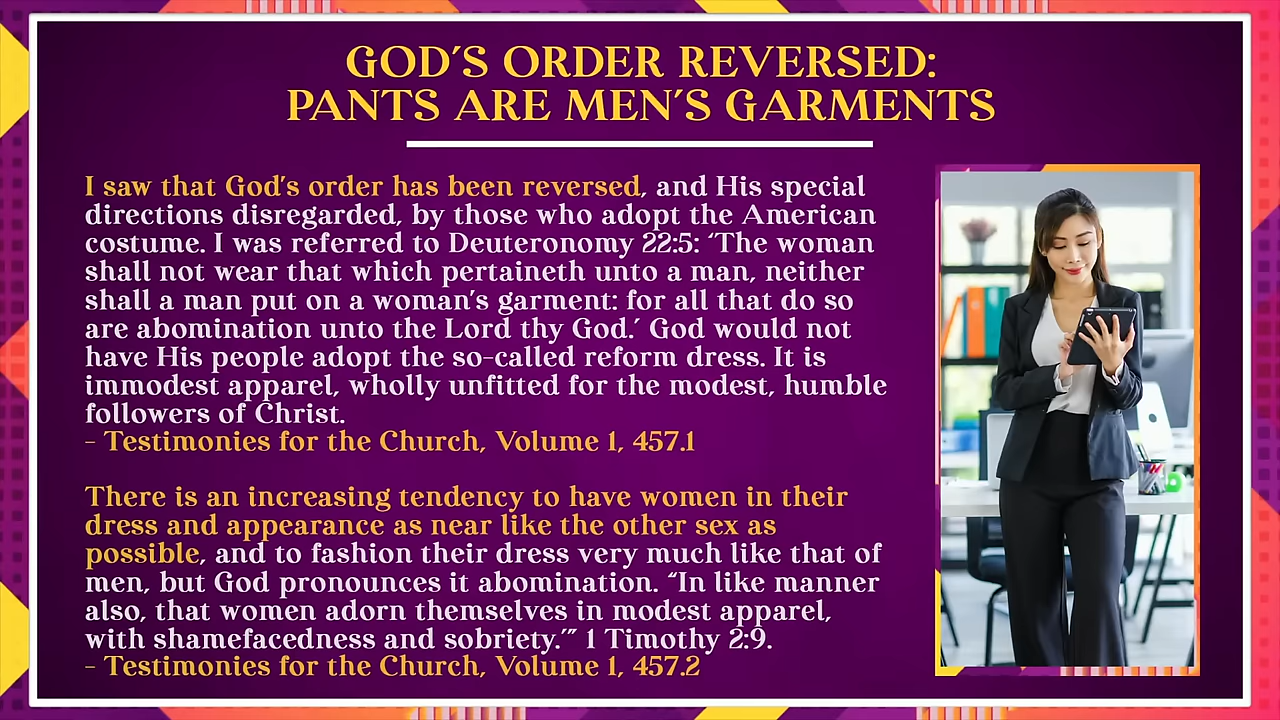 GOD'S ORDER REVERSED:
PANTS ARE MEN'S GARMENTS
I saw that God's order has been reversed, and His special
directions disregarded, by those who adopt the American
costume. I was referred to Deuteronomy 22:5: 'The woman
shall not wear that which pertaineth unto a man, neither
shall a man put on a woman's garment: for all that do so
are abomination unto the Lord thy God.' God would not
have His people adopt the so-called reform dress. It is
immodest apparel, wholly unfitted for the modest, humble
followers of Christ.
- Testimonies for the Church, Volume 1, 457.1
There is an increasing tendency to have women in their
dress and appearance as near like the other sex as
possible, and to fashion their dress very much like that of
men, but God pronounces it abomination. “In like manner
also, that women adorn themselves in modest apparel,
with shamefacedness and sobriety.'” 1 Timothy 2:9.
- Testimonies for the Church, Volume 1, 457.2